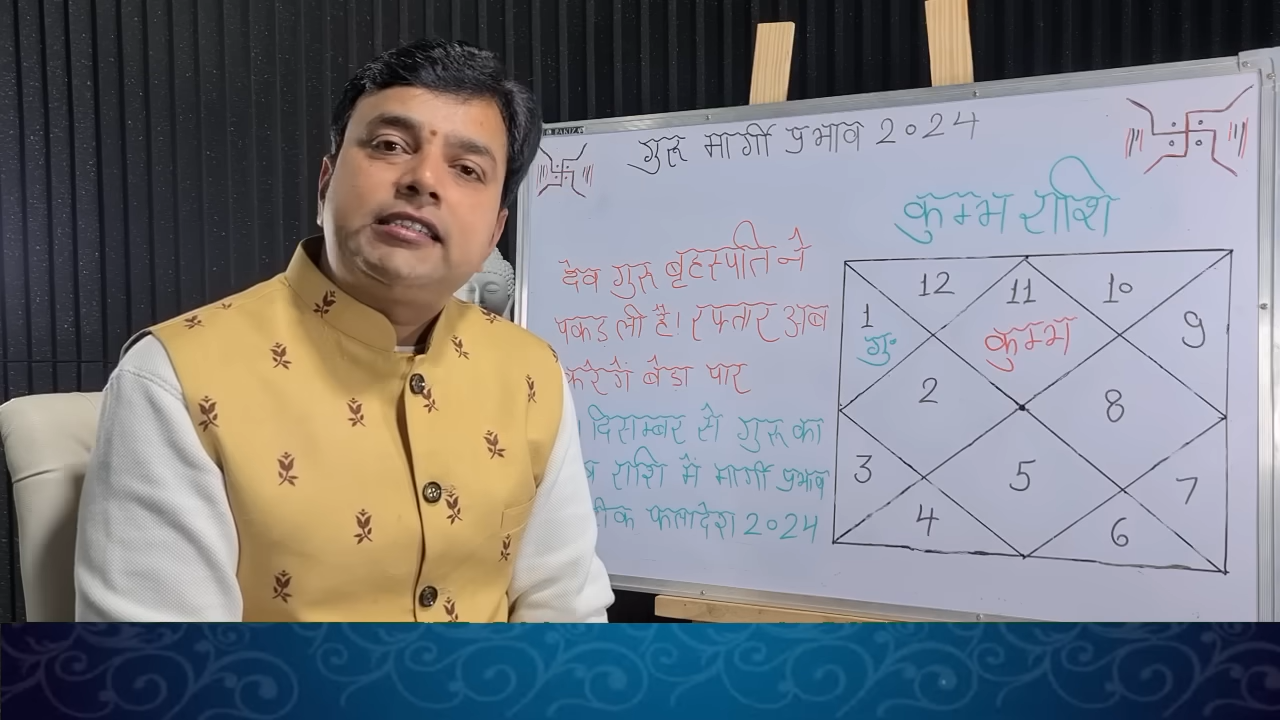 गुरु मार्गी प्रभाव 2024
कुम्भ राशि
देव गुरु बृहस्पति ने
पकड़ ली है। रफ्तार अब
करेगें बेड़ा पार
दिसम्बर से गुरु का
राशि में मार्गी प्रभाव
फलादेश 2024
12
11
10
1
गु॰
कुम्भ
9
2
8
3
5
7
4
6